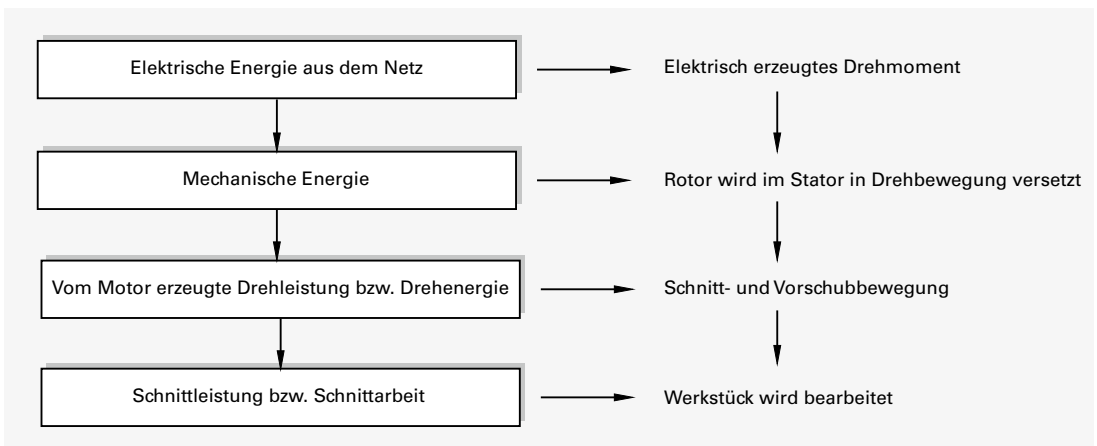 Elektrische Energie aus dem Netz
Elektrisch erzeugtes Drehmoment
Mechanische Energie
Rotor wird im Stator in Drehbewegung versetzt
Vom Motor erzeugte Drehleistung bzw. Drehenergie
Schnitt- und Vorschubbewegung
Schnittleistung bzw. Schnittarbeit
Werkstück wird bearbeitet